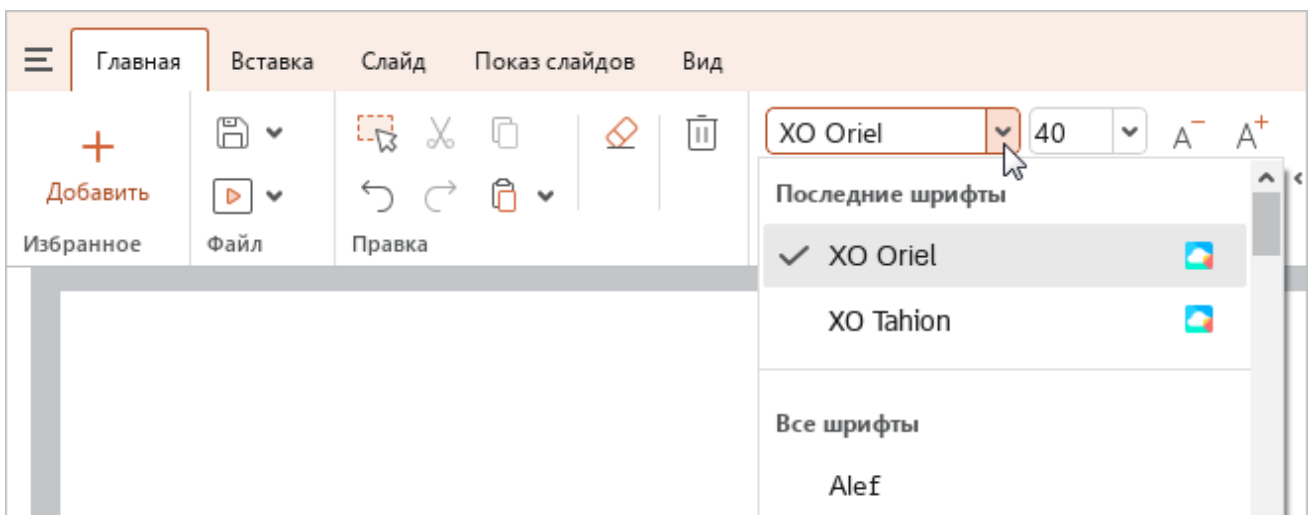 Главная Вставка Слайд Показ слайдов Вид
XO Oriel 40 A− A+
Добавить
Избранное Файл Правка
Последние шрифты
XO Oriel
XO Tahion
Все шрифты
Alef